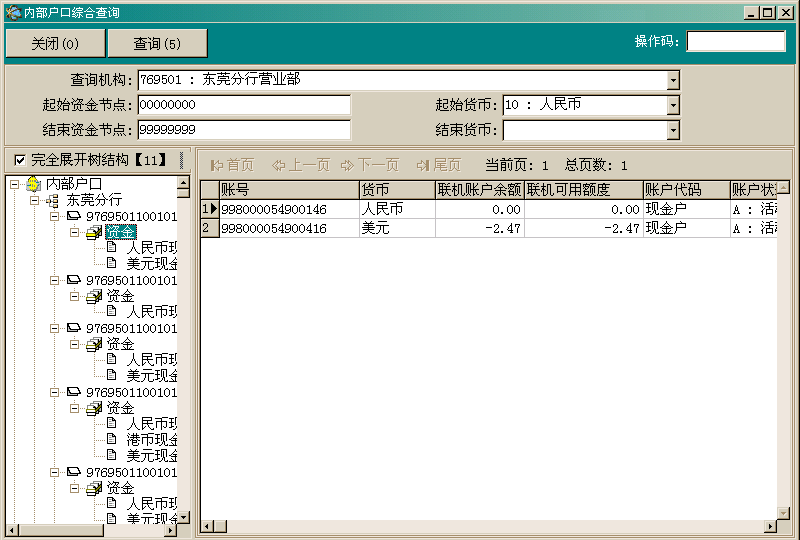 内部户口综合查询
关闭(0) 查询(5) 操作码:
查询机构: 769501 : 东莞分行营业部
起始资金节点: 00000000 起始货币: 10 : 人民币
结束资金节点: 99999999 结束货币:
完全展开树结构【11】
首页 上一页 下一页 尾页 当前页: 1 总页数: 1
内部户口
东莞分行
9769501100101
资金
人民币现
美元现金
9769501100101
资金
人民币现
9769501100101
资金
人民币现
美元现金
9769501100101
资金
人民币现
港币现金
美元现金
9769501100101
资金
人民币现
美元现金
账号 货币 联机账户余额 联机可用额度 账户代码 账户状
1 998000054900146 人民币 0.00 0.00 现金户 A : 活
2 998000054900416 美元 -2.47 -2.47 现金户 A : 活